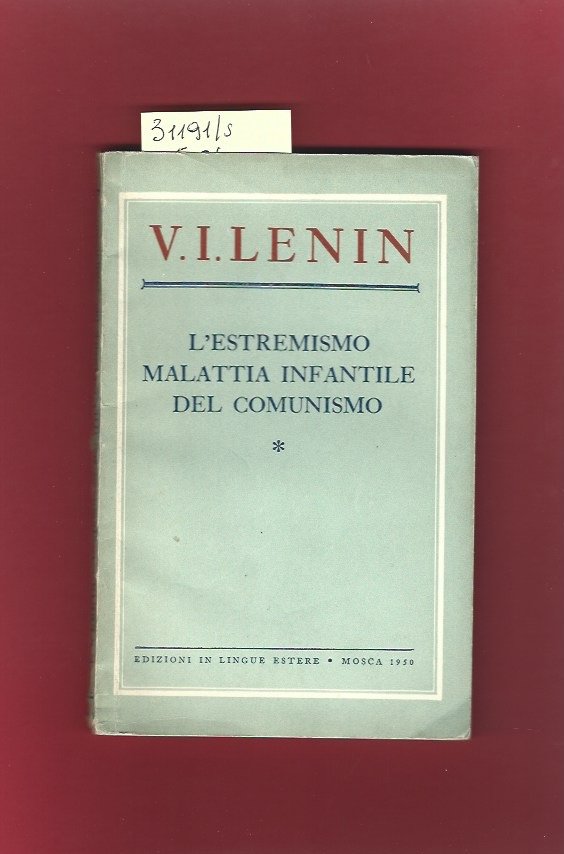 31191/s
V. I. LENIN
L'ESTREMISMO
MALATTIA INFANTILE
DEL COMUNISMO
*
EDIZIONI IN LINGUE ESTERE • MOSCA 1950